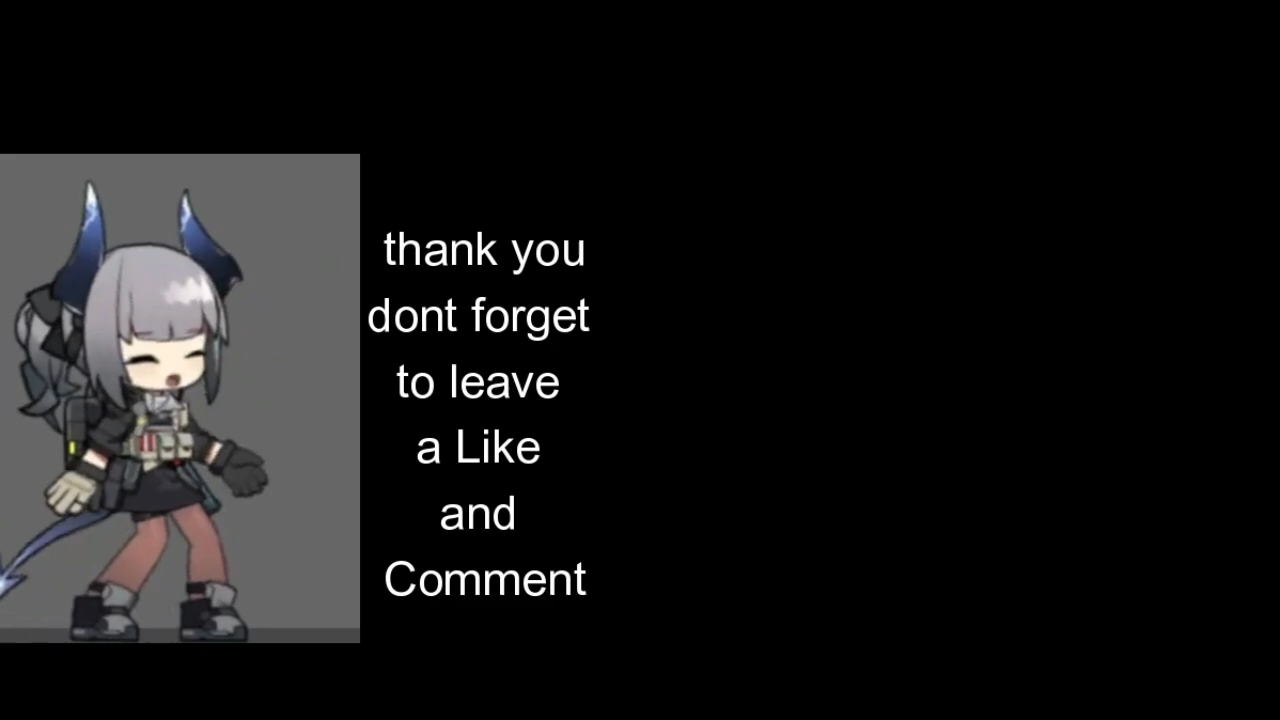 thank you
dont forget
to leave
a Like
and
Comment